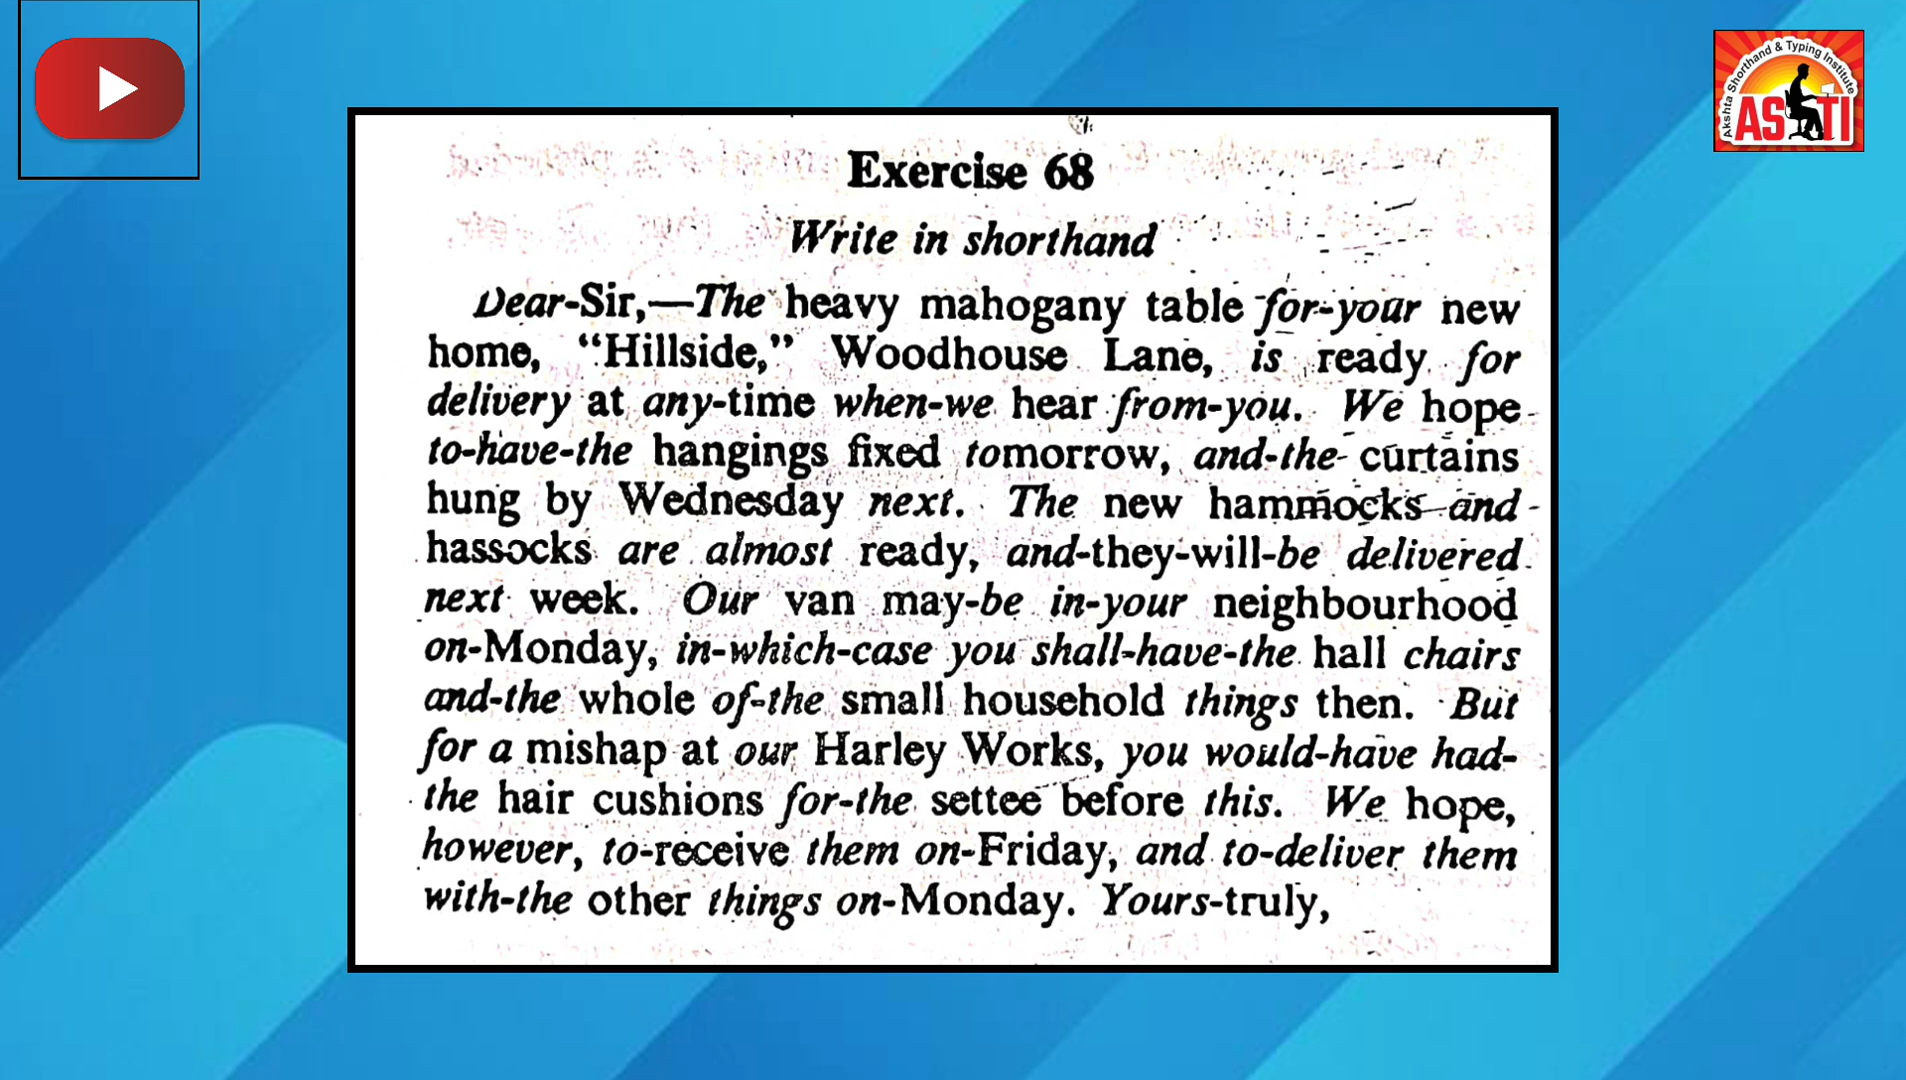 Akshta Shorthand & Typing Institute
ASTI
Exercise 68
Write in shorthand
Dear-Sir,—The heavy mahogany table for-your new
home, “Hillside,” Woodhouse Lane, is ready for
delivery at any-time when-we hear from-you. We hope
to-have-the hangings fixed tomorrow, and-the curtains
hung by Wednesday next. The new hammocks and
hassocks are almost ready, and-they-will-be delivered
next week. Our van may-be in-your neighbourhood
on-Monday, in-which-case you shall-have-the hall chairs
and-the whole of-the small household things then. But
for a mishap at our Harley Works, you would-have had-
the hair cushions for-the settee before this. We hope,
however, to-receive them on-Friday, and to-deliver them
with-the other things on-Monday. Yours-truly,